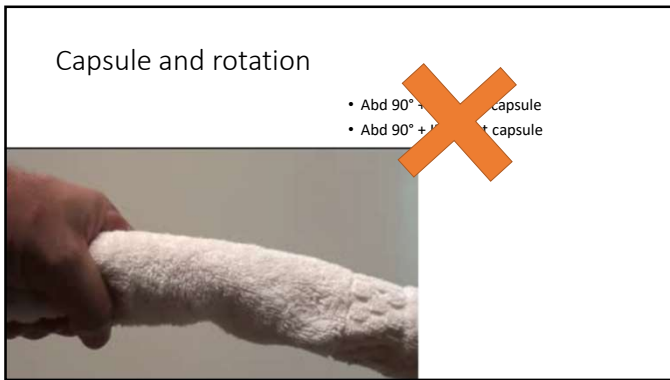 Capsule and rotation
• Abd 90° + capsule
• Abd 90° + capsule